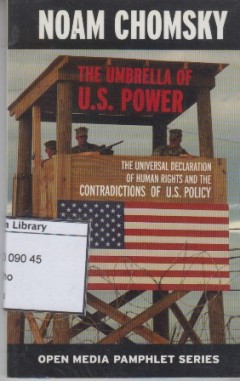 NOAM CHOMSKY
THE UMBRELLA OF
U.S. POWER
THE UNIVERSAL DECLARATION
OF HUMAN RIGHTS AND THE
CONTRADICTIONS OF U.S. POLICY
Library
090 45
OPEN MEDIA PAMPHLET SERIES